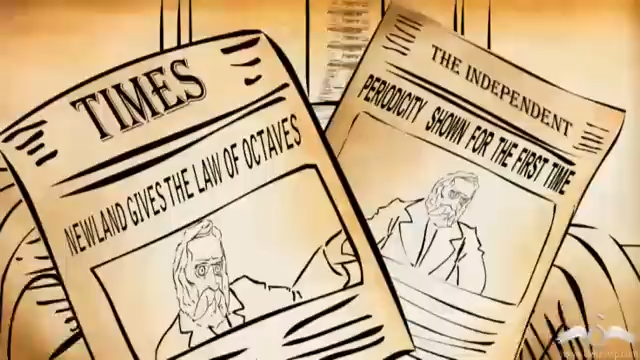 TIMES
NEWLAND GIVES THE LAW OF OCTAVES
THE INDEPENDENT
PERIODICITY SHOWN FOR THE FIRST TIME